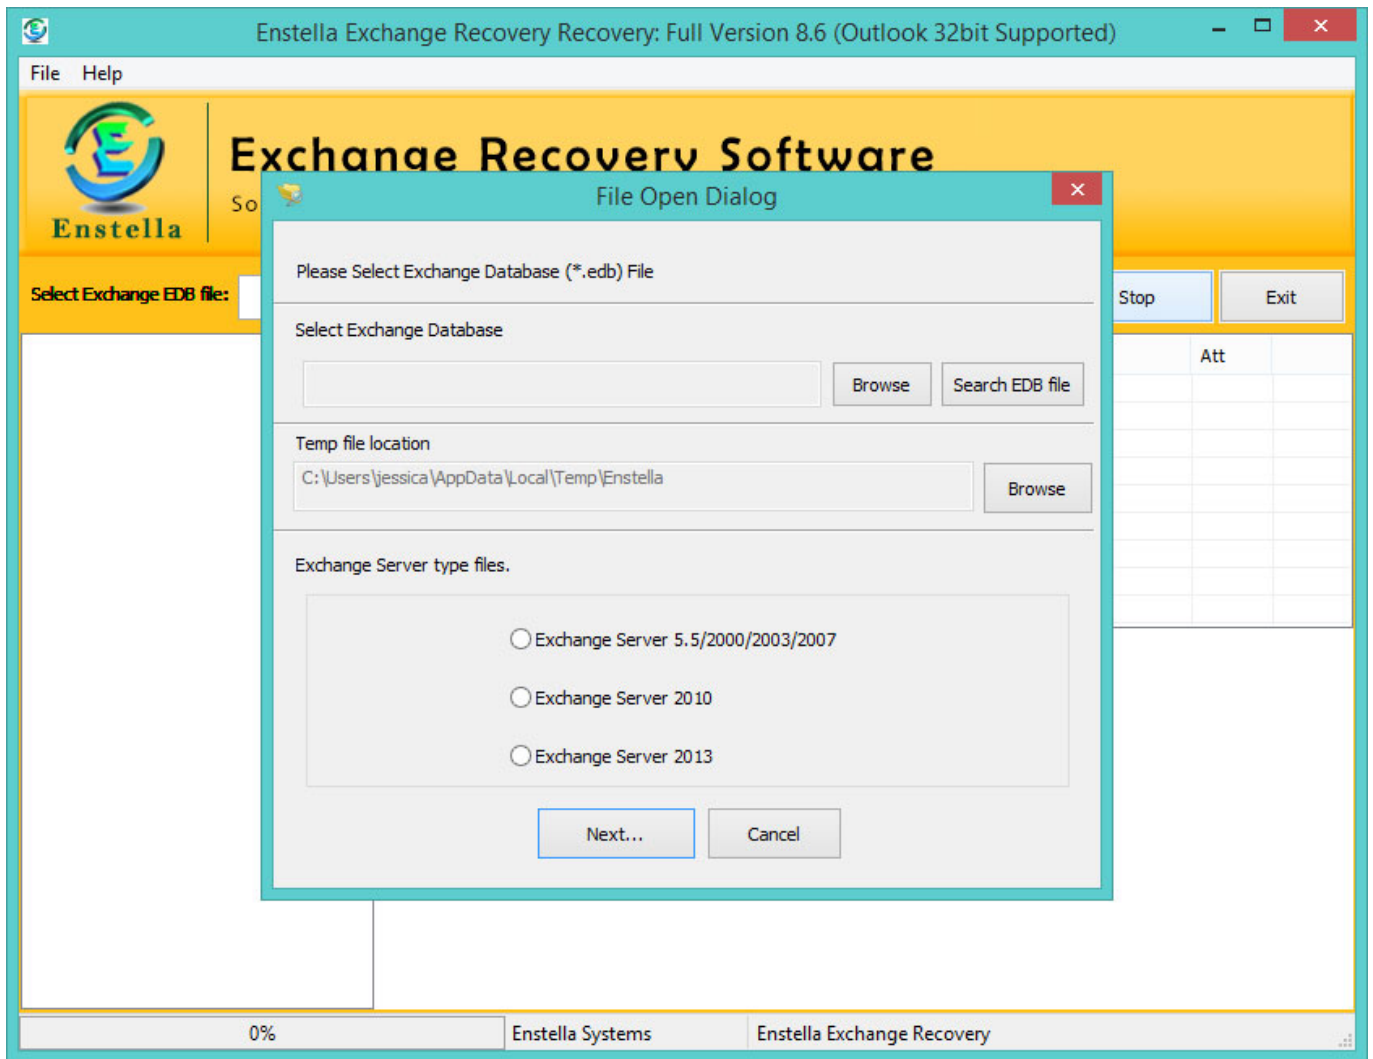 Enstella Exchange Recovery Recovery: Full Version 8.6 (Outlook 32bit Supported)
File Help
Exchange Recovery Software
So
Enstella
File Open Dialog
Please Select Exchange Database (*.edb) File
Select Exchange EDB file:
Stop Exit
Select Exchange Database
Browse Search EDB file
Att
Temp file location
C:\Users\jessica\AppData\Local\Temp\Enstella
Browse
Exchange Server type files.
Exchange Server 5.5/2000/2003/2007
Exchange Server 2010
Exchange Server 2013
Next... Cancel
0% Enstella Systems Enstella Exchange Recovery